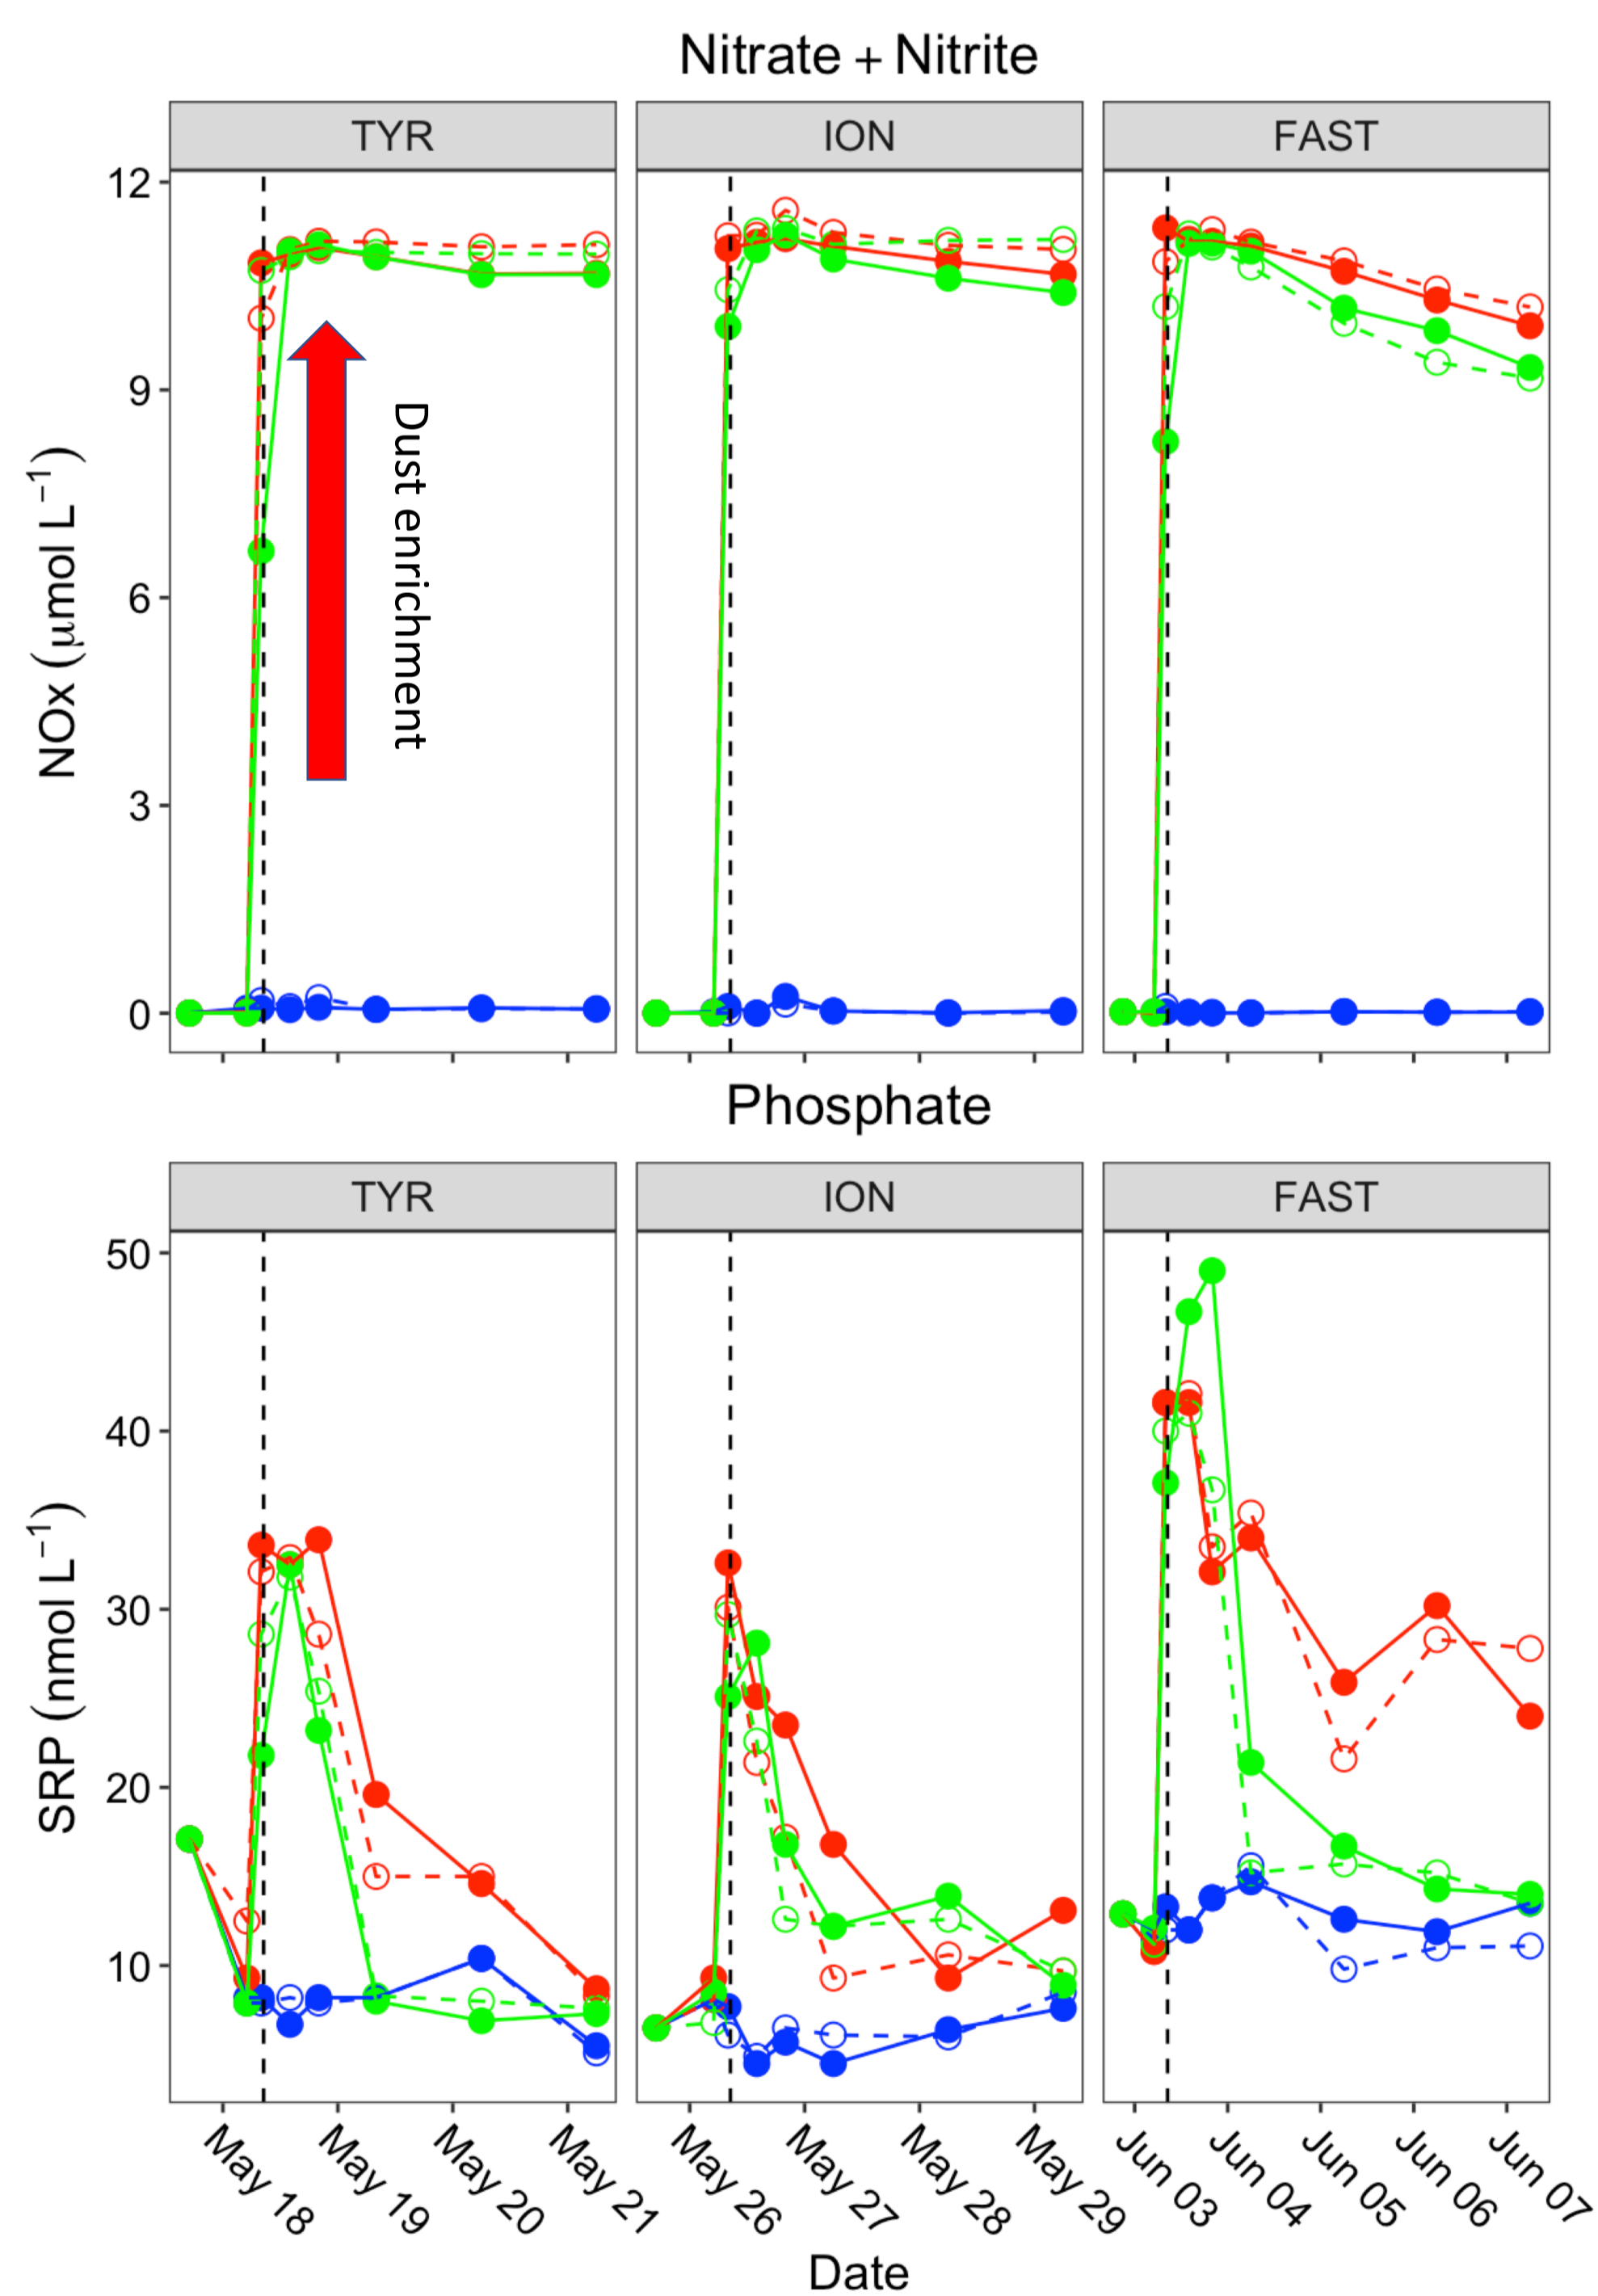 Nitrate + Nitrite
TYR
ION
FAST
12
9
6
3
0
NOx (μmol L⁻¹)
Dust enrichment
Phosphate
TYR
ION
FAST
50
40
30
20
10
SRP (nmol L⁻¹)
May 18
May 19
May 20
May 21
May 26
May 27
May 28
May 29
Jun 03
Jun 04
Jun 05
Jun 06
Jun 07
Date